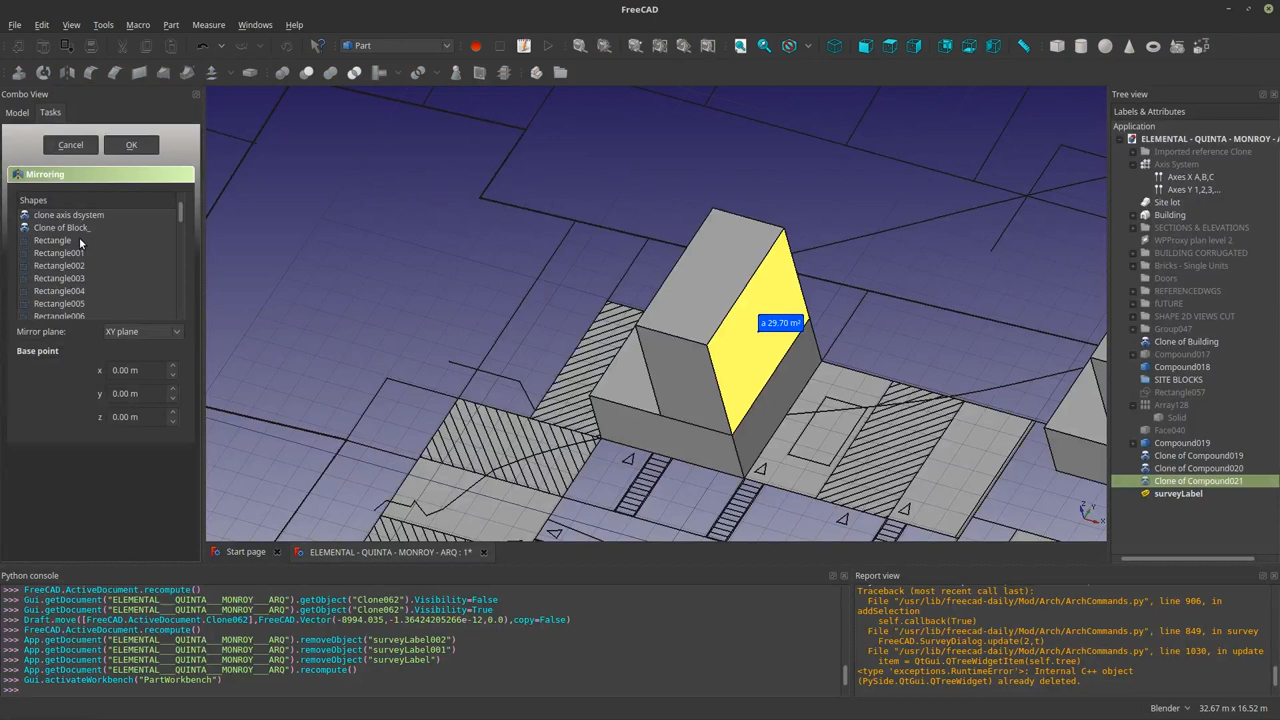 FreeCAD
File Edit View Tools Macro Part Measure Windows Help
Part
Combo View
Model Tasks
Cancel OK
Mirroring
Shapes
clone axis dsystem
Clone of Block_
Rectangle
Rectangle001
Rectangle002
Rectangle003
Rectangle004
Rectangle005
Rectangle006
Mirror plane: XY plane
Base point
x 0.00 m
y 0.00 m
z 0.00 m
a 29.70 m²
Z Y
X
Start page ELEMENTAL - QUINTA - MONROY - ARQ : 1*
Tree view
Labels & Attributes
Application
ELEMENTAL - QUINTA - MONROY - A
Imported reference Clone
Axis System
Axes X A,B,C
Axes Y 1,2,3,...
Site lot
Building
SECTIONS & ELEVATIONS
WPProxy plan level 2
BUILDING CORRUGATED
Bricks - Single Units
Doors
REFERENCEDWGS
fUTURE
SHAPE 2D VIEWS CUT
Group047
Clone of Building
Compound017
Compound018
SITE BLOCKS
Rectangle057
Array128
Solid
Face040
Compound019
Clone of Compound019
Clone of Compound020
Clone of Compound021
surveyLabel
Python console
>>> FreeCAD.ActiveDocument.recompute()
>>> Gui.getDocument("ELEMENTAL___QUINTA___MONROY___ARQ").getObject("Clone062").Visibility=False
>>> Gui.getDocument("ELEMENTAL___QUINTA___MONROY___ARQ").getObject("Clone062").Visibility=True
>>> Draft.move([FreeCAD.ActiveDocument.Clone062],FreeCAD.Vector(-8994.035,-1.36424205266e-12,0.0),copy=False)
>>> FreeCAD.ActiveDocument.recompute()
>>> App.getDocument("ELEMENTAL___QUINTA___MONROY___ARQ").removeObject("surveyLabel002")
>>> App.getDocument("ELEMENTAL___QUINTA___MONROY___ARQ").removeObject("surveyLabel001")
>>> App.getDocument("ELEMENTAL___QUINTA___MONROY___ARQ").removeObject("surveyLabel")
>>> App.getDocument("ELEMENTAL___QUINTA___MONROY___ARQ").recompute()
>>> Gui.activateWorkbench("PartWorkbench")
>>>
Report view
Traceback (most recent call last):
File "/usr/lib/freecad-daily/Mod/Arch/ArchCommands.py", line 906, in
addSelection
self.callback(True)
File "/usr/lib/freecad-daily/Mod/Arch/ArchCommands.py", line 849, in survey
FreeCAD.SurveyDialog.update(2,t)
File "/usr/lib/freecad-daily/Mod/Arch/ArchCommands.py", line 1030, in update
item = QtGui.QTreeWidgetItem(self.tree)
<type 'exceptions.RuntimeError'>: Internal C++ object
(PySide.QtGui.QTreeWidget) already deleted.
Blender 32.67 m x 16.52 m